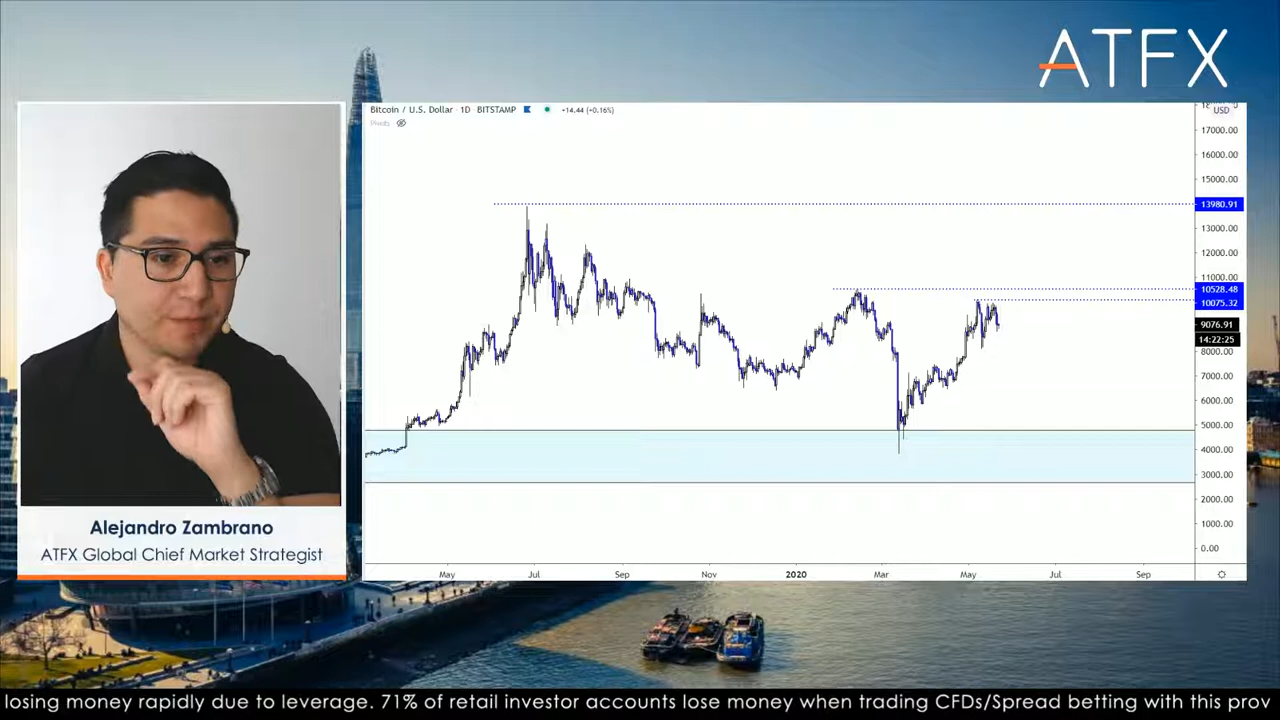 ATFX
Bitcoin / U.S. Dollar 1D BITSTAMP +14.44 (+0.16%)
Pivots
USD
17000.00
16000.00
15000.00
13980.91
13000.00
12000.00
11000.00
10528.48
10075.32
9076.91
14:22:25
8000.00
7000.00
6000.00
5000.00
4000.00
3000.00
2000.00
1000.00
0.00
May Jul Sep Nov 2020 Mar May Jul Sep
Alejandro Zambrano
ATFX Global Chief Market Strategist
losing money rapidly due to leverage. 71% of retail investor accounts lose money when trading CFDs/Spread betting with this prov